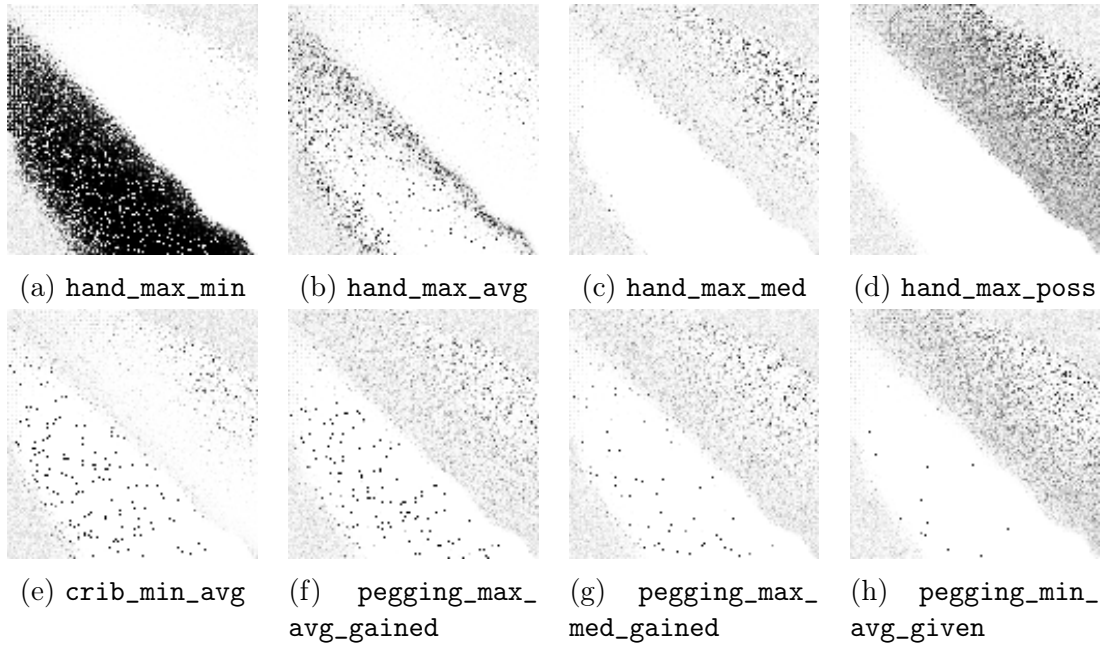 (a) hand_max_min (b) hand_max_avg (c) hand_max_med (d) hand_max_poss
(e) crib_min_avg (f) pegging_max_ (g) pegging_max_ (h) pegging_min_
avg_gained med_gained avg_given